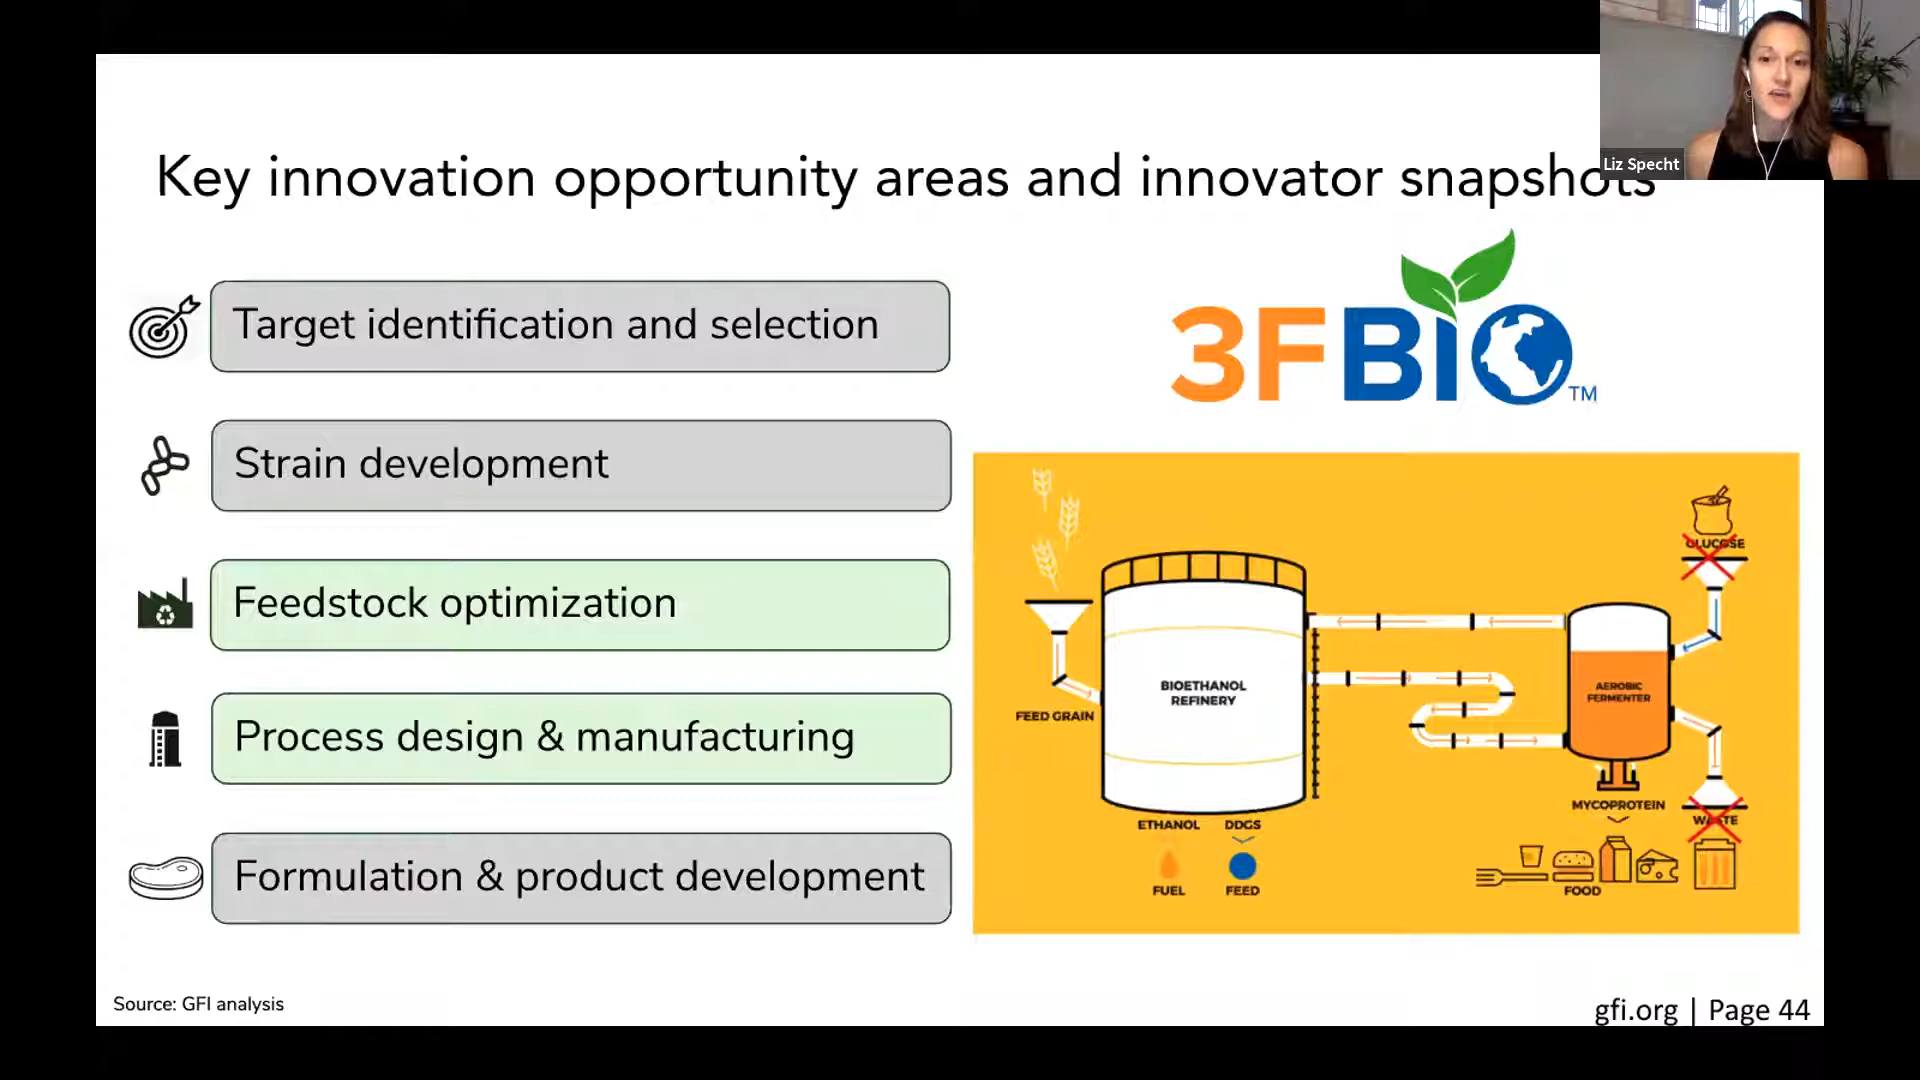 Liz Specht
Key innovation opportunity areas and innovator snapshots
Target identification and selection
Strain development
Feedstock optimization
Process design & manufacturing
Formulation & product development
3FBIO
TM
GLUCOSE
BIOETHANOL
REFINERY
AEROBIC
FERMENTER
FEED GRAIN
MYCOPROTEIN
WASTE
ETHANOL
DDGS
FUEL
FEED
FOOD
Source: GFI analysis
gfi.org | Page 44